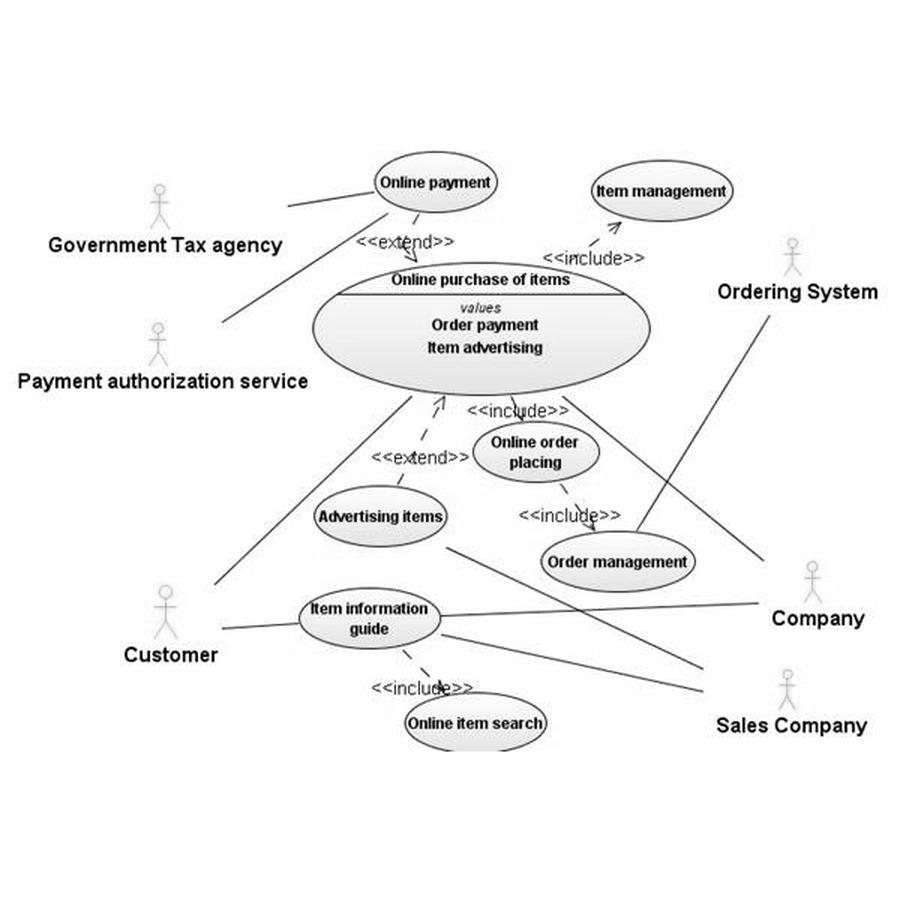 Online payment
Item management
Government Tax agency
<<extend>>
<<include>>
Online purchase of items
Ordering System
values
Order payment
Item advertising
Payment authorization service
<<include>>
Online order
placing
<<extend>>
Advertising items
<<include>>
Order management
Item information
guide
Company
Customer
<<include>>
Online item search
Sales Company